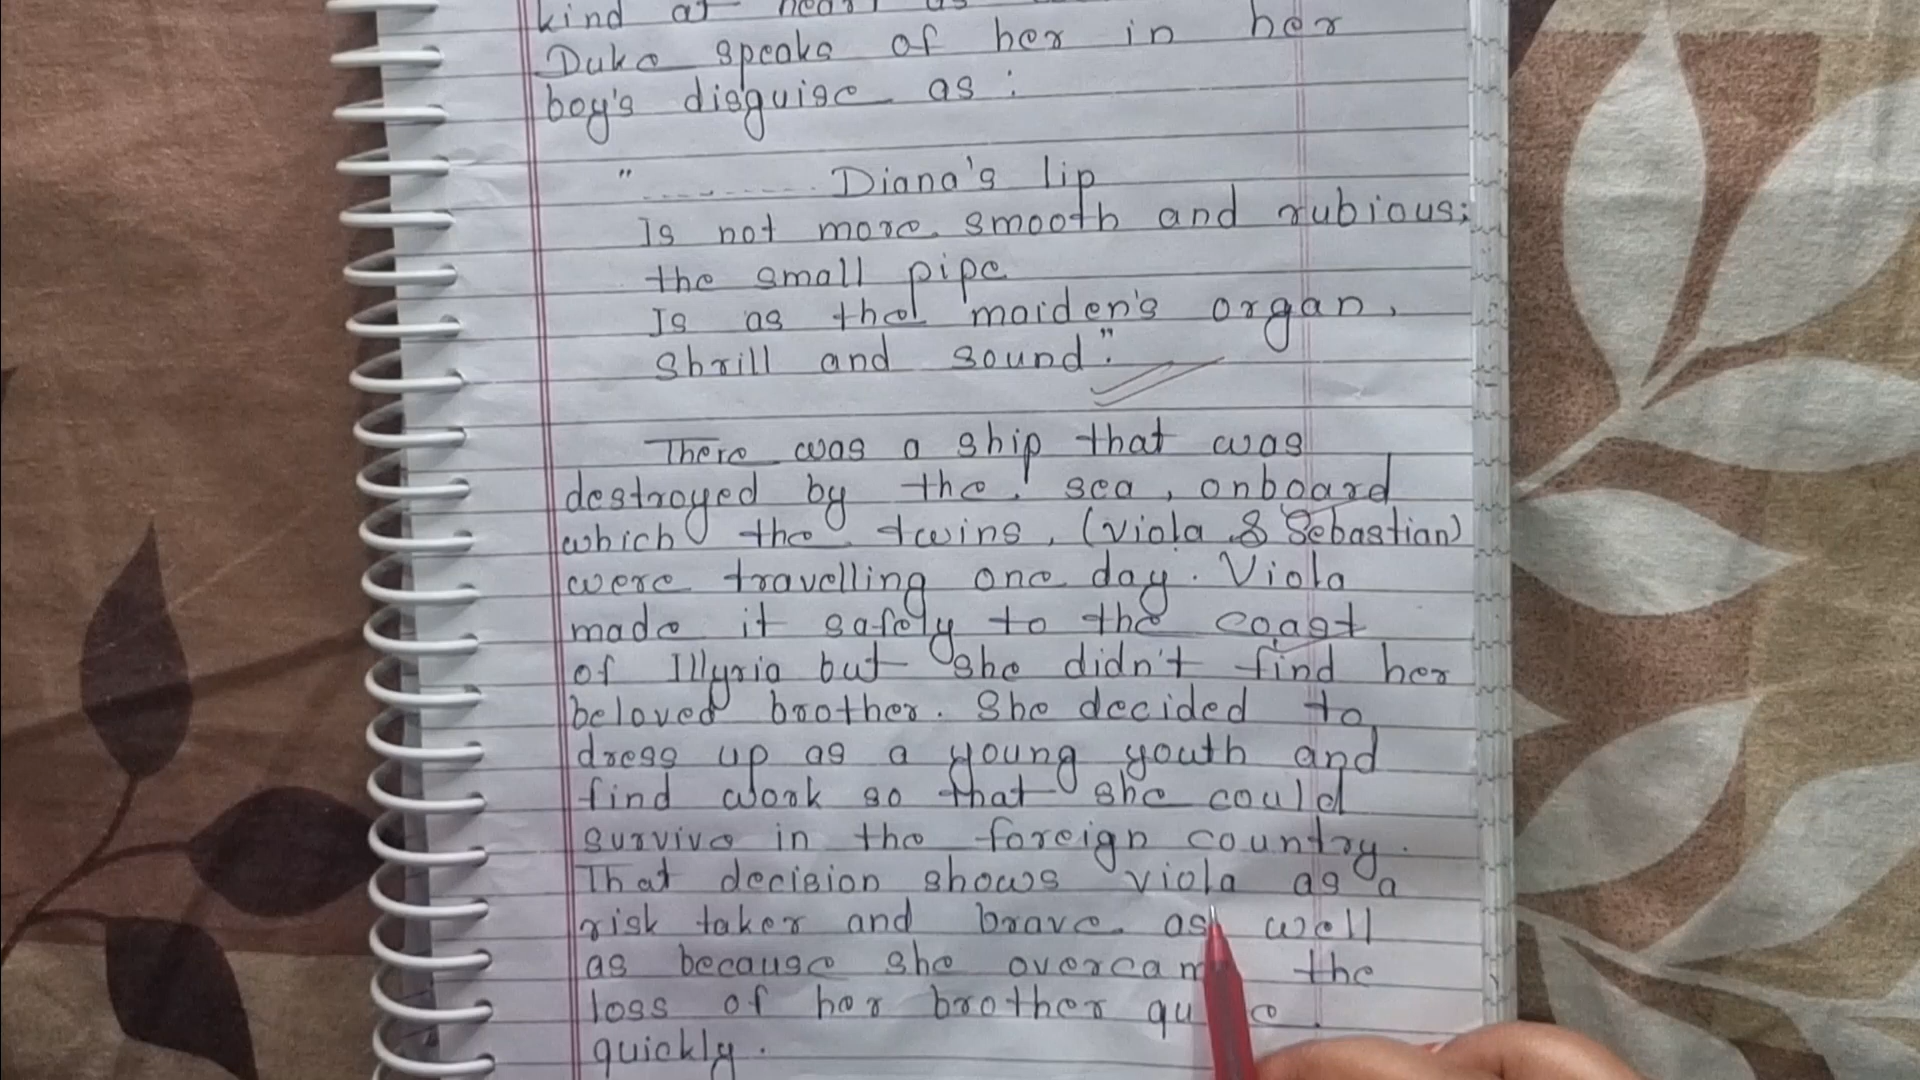 kind at heart as
Duke speaks of her in her
boy's disguise as :
" .......... Diana's lip
Is not more smooth and rubious;
the small pipe
Is as the maiden's organ,
shrill and sound."
There was a ship that was
destroyed by the sea, onboard
which the twins, (Viola & Sebastian)
were travelling one day. Viola
made it safely to the coast
of Illyria but she didn't find her
beloved brother. She decided to
dress up as a young youth and
find work so that she could
survive in the foreign country.
That decision shows viola as a
risk taker and brave as well
as because she the
loss of her brother
quickly.